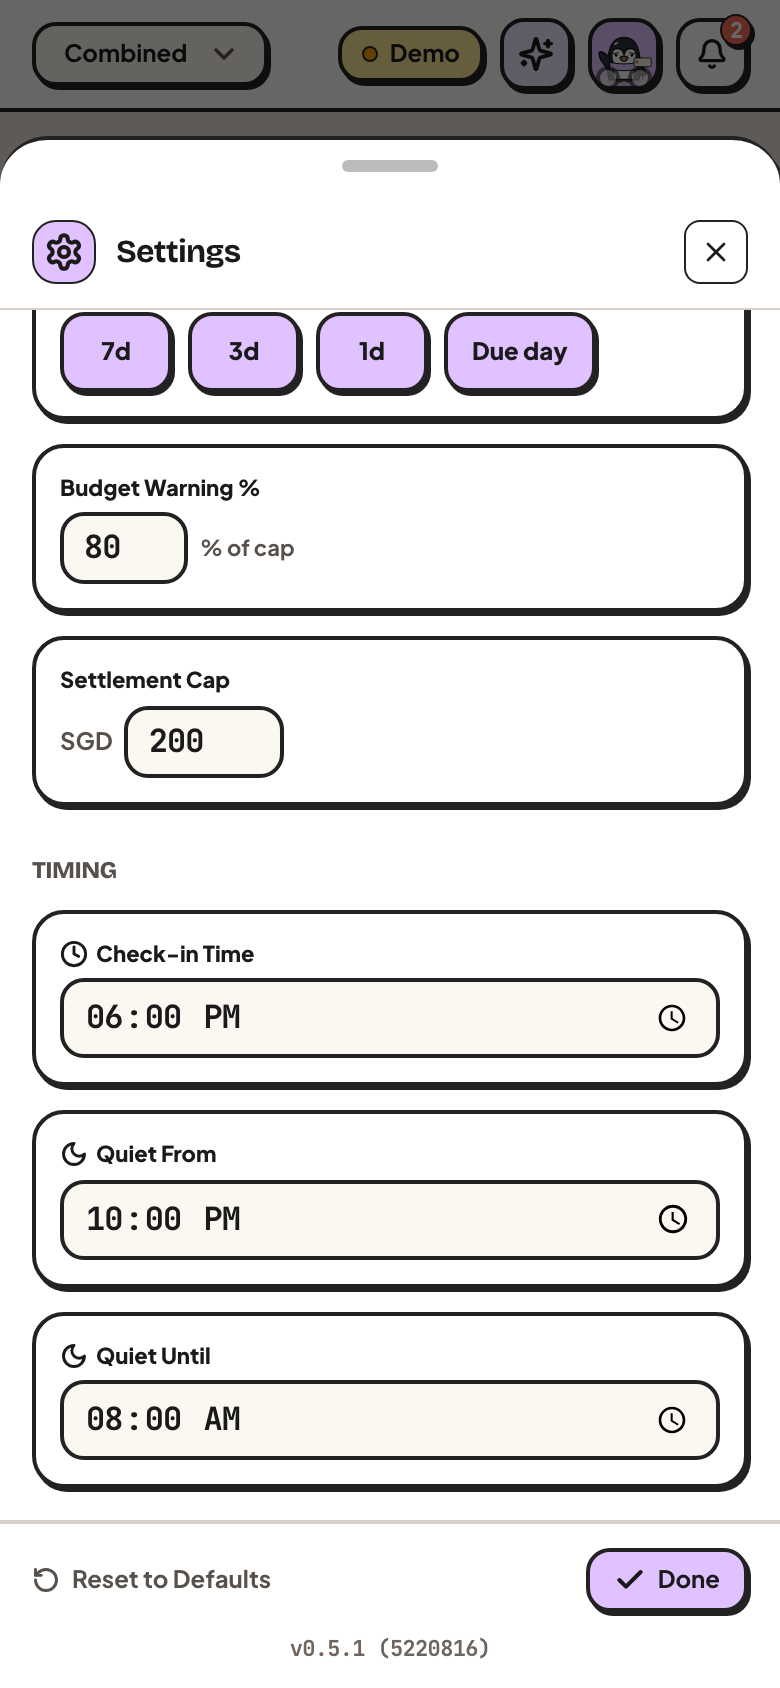 Combined
Demo
2
Settings
7d 3d 1d Due day
Budget Warning %
80 % of cap
Settlement Cap
SGD 200
TIMING
Check-in Time
06:00 PM
Quiet From
10:00 PM
Quiet Until
08:00 AM
Reset to Defaults
Done
v0.5.1 (5220816)